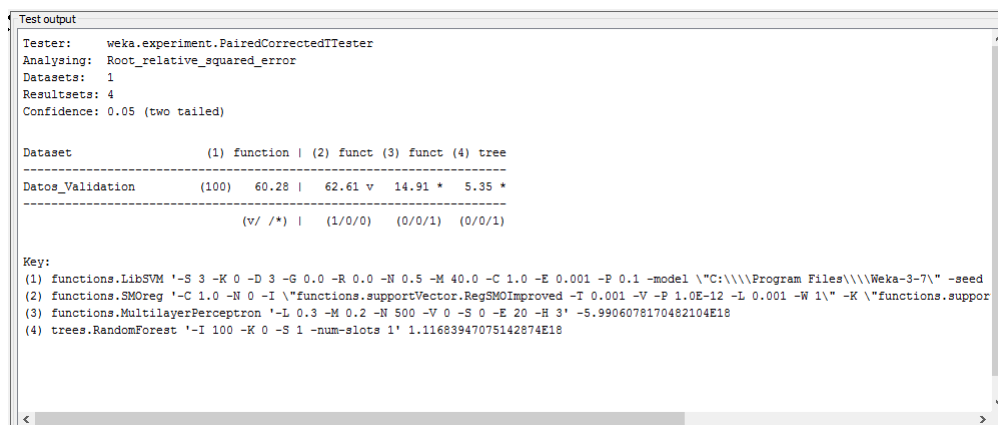 Test output
Tester:     weka.experiment.PairedCorrectedTTester
Analysing:  Root_relative_squared_error
Datasets:   1
Resultsets: 4
Confidence: 0.05 (two tailed)
Dataset                   (1) function | (2) funct (3) funct (4) tree
----------------------------------------------------------------------
Datos_Validation         (100)   60.28 |   62.61 v   14.91 *   5.35 *
----------------------------------------------------------------------
(v/ /*) |   (1/0/0)   (0/0/1)  (0/0/1)
Key:
(1) functions.LibSVM '-S 3 -K 0 -D 3 -G 0.0 -R 0.0 -N 0.5 -M 40.0 -C 1.0 -E 0.001 -P 0.1 -model \"C:\\\\Program Files\\\\Weka-3-7\" -seed
(2) functions.SMOreg '-C 1.0 -N 0 -I \"functions.supportVector.RegSMOImproved -T 0.001 -V -P 1.0E-12 -L 0.001 -W 1\" -K \"functions.suppor
(3) functions.MultilayerPerceptron '-L 0.3 -M 0.2 -N 500 -V 0 -S 0 -E 20 -H 3' -5.9906078170482104E18
(4) trees.RandomForest '-I 100 -K 0 -S 1 -num-slots 1' 1.11683947075142874E18